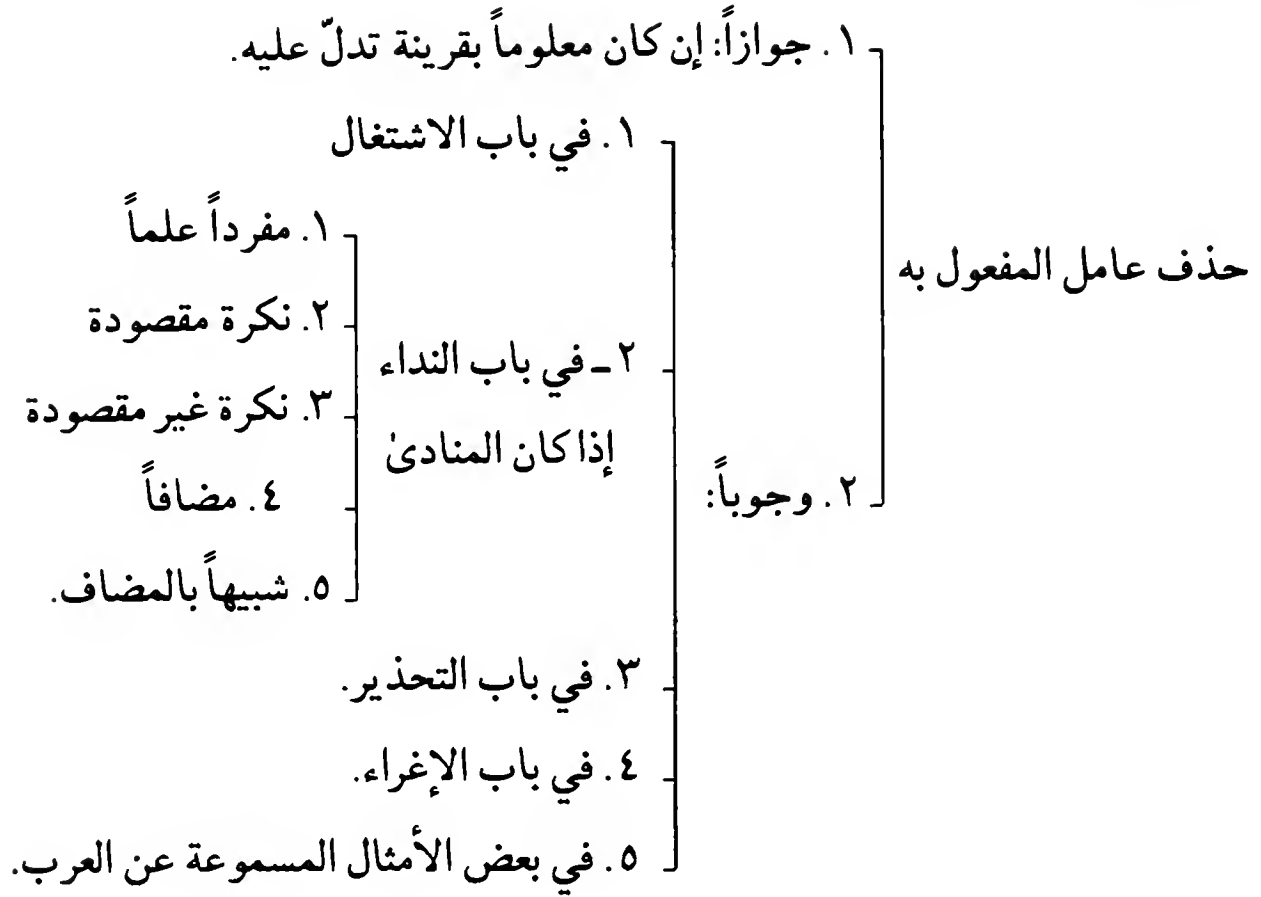 حذف عامل المفعول به
١. جوازاً: إن كان معلوماً بقرينة تدلّ عليه.
٢. وجوباً:
١. في باب الاشتغال
٢ـ في باب النداء
إذا كان المنادىٰ
١. مفرداً علماً
٢. نكرة مقصودة
٣. نكرة غير مقصودة
٤. مضافاً
٥. شبيهاً بالمضاف.
٣. في باب التحذير.
٤. في باب الإغراء.
٥. في بعض الأمثال المسموعة عن العرب.